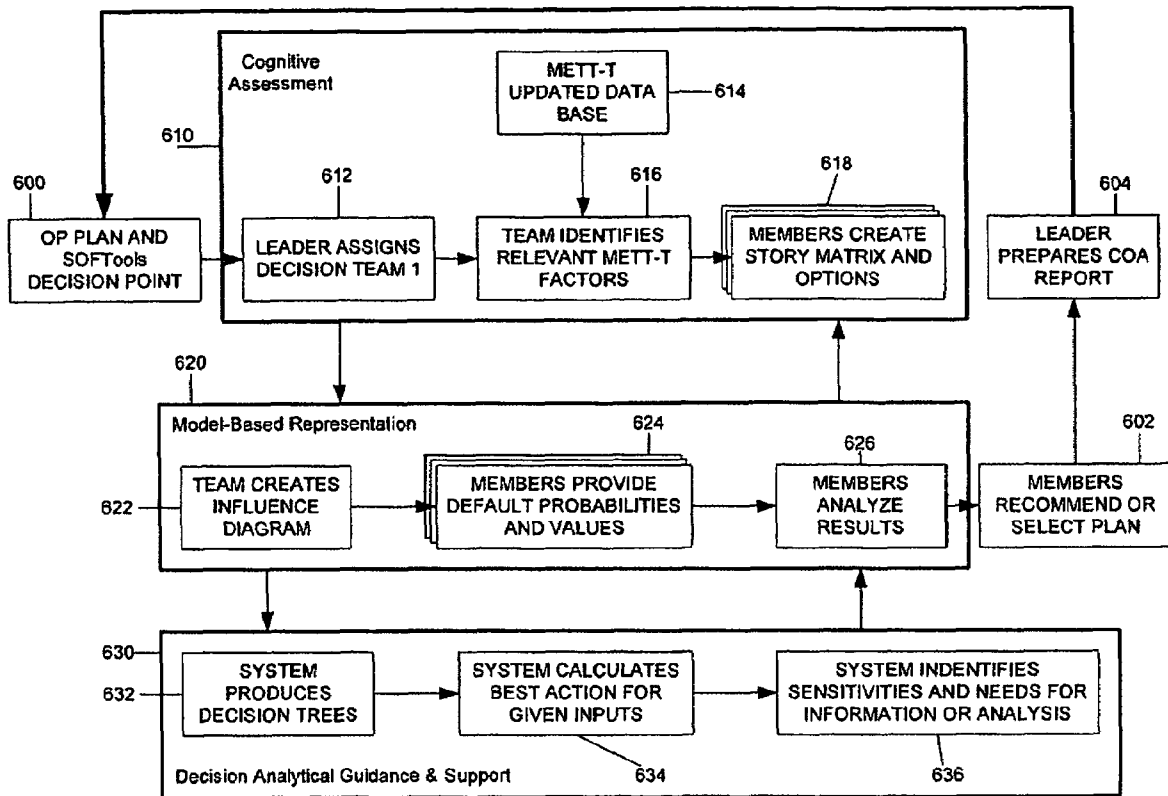 Cognitive
Assessment
METT-T
UPDATED DATA
BASE
614
610
600
612
616
618
604
OP PLAN AND
SOFTools
DECISION POINT
LEADER ASSIGNS
DECISION TEAM 1
TEAM IDENTIFIES
RELEVANT METT-T
FACTORS
MEMBERS CREATE
STORY MATRIX AND
OPTIONS
LEADER
PREPARES COA
REPORT
620
Model-Based Representation
624
626
602
622
TEAM CREATES
INFLUENCE
DIAGRAM
MEMBERS PROVIDE
DEFAULT PROBABILITIES
AND VALUES
MEMBERS
ANALYZE
RESULTS
MEMBERS
RECOMMEND OR
SELECT PLAN
630
632
SYSTEM
PRODUCES
DECISION TREES
SYSTEM CALCULATES
BEST ACTION FOR
GIVEN INPUTS
SYSTEM INDENTIFIES
SENSITIVITIES AND NEEDS FOR
INFORMATION OR ANALYSIS
Decision Analytical Guidance & Support
634
636